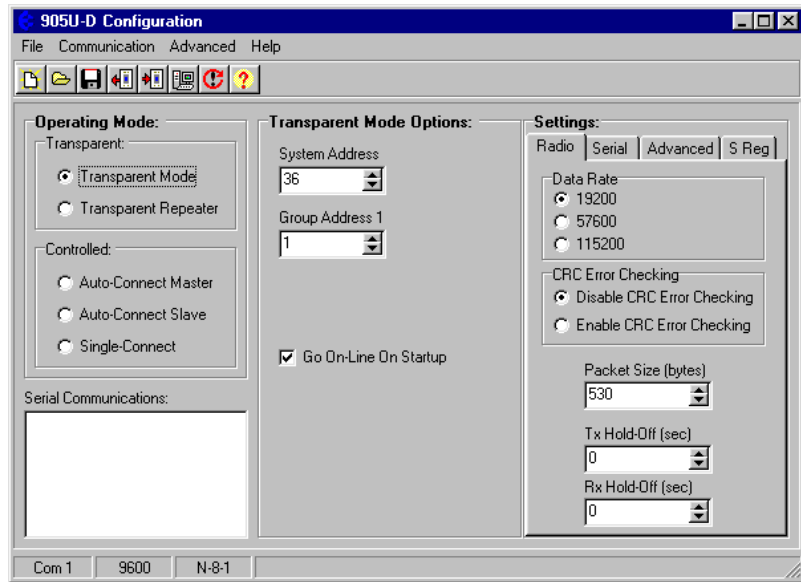 905U-D Configuration
File Communication Advanced Help
Operating Mode:
Transparent:
Transparent Mode
Transparent Repeater
Controlled:
Auto-Connect Master
Auto-Connect Slave
Single-Connect
Serial Communications:
Transparent Mode Options:
System Address
36
Group Address 1
1
Go On-Line On Startup
Settings:
Radio Serial Advanced S Reg
Data Rate
19200
57600
115200
CRC Error Checking
Disable CRC Error Checking
Enable CRC Error Checking
Packet Size (bytes)
530
Tx Hold-Off (sec)
0
Rx Hold-Off (sec)
0
Com 1 9600 N-8-1